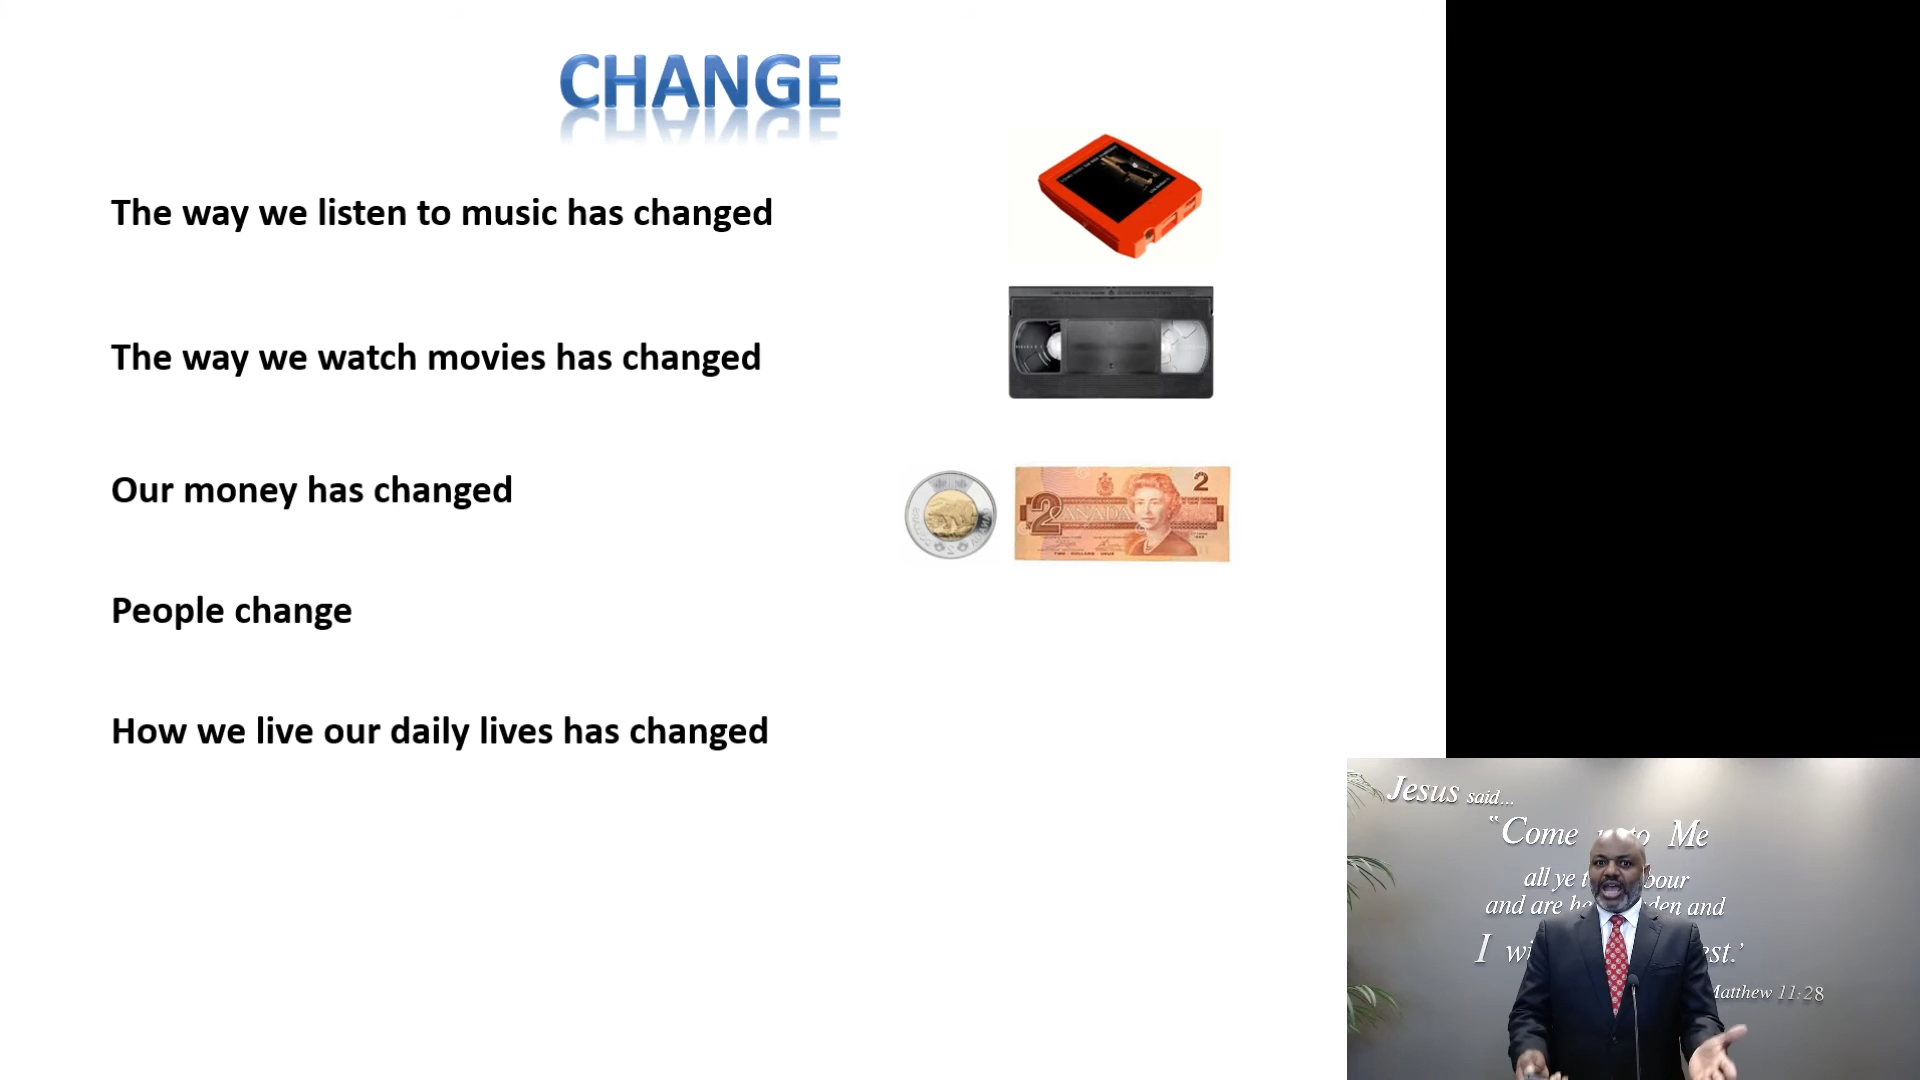 CHANGE
The way we listen to music has changed
The way we watch movies has changed
Our money has changed
2
2 CANADA
People change
How we live our daily lives has changed
Jesus said...
"Come Me
all ye
and are and
I
Matthew 11:28